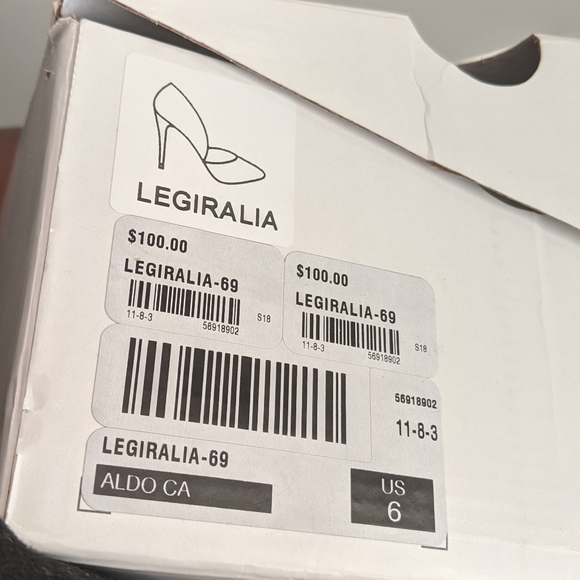 LEGIRALIA
$100.00
LEGIRALIA-69
11-8-3
56918902
S18
$100.00
LEGIRALIA-69
11-8-3
56918902
S18
56918902
11-8-3
LEGIRALIA-69
ALDO CA
US
6